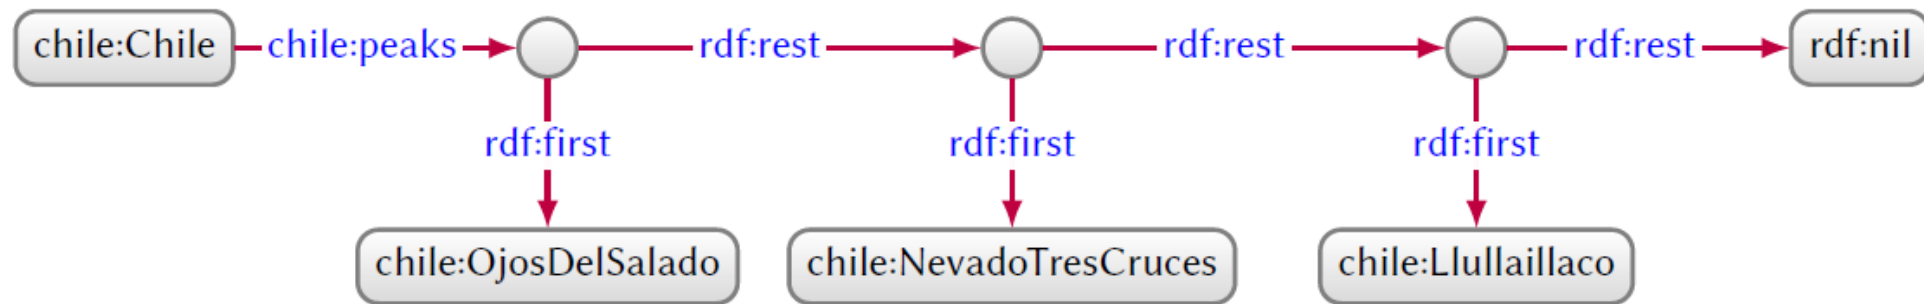 chile:Chile chile:peaks rdf:rest rdf:rest rdf:rest rdf:nil
rdf:first rdf:first rdf:first
chile:OjosDelSalado chile:NevadoTresCruces chile:Llullaillaco